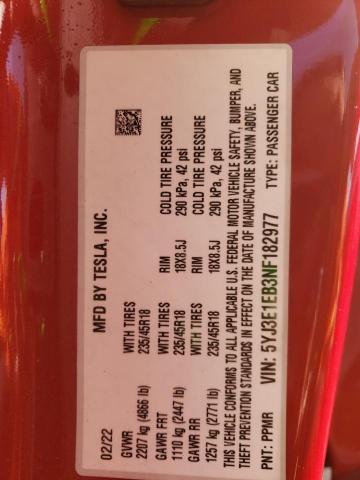 MFD BY TESLA, INC.
02/22
GVWR WITH TIRES RIM COLD TIRE PRESSURE
2207 kg (4866 lb) 235/45R18 18X8.5J 290 kPa, 42 psi
GAWR FRT WITH TIRES RIM COLD TIRE PRESSURE
1110 kg (2447 lb) 235/45R18 18X8.5J 290 kPa, 42 psi
GAWR RR
1257 kg (2771 lb)
THIS VEHICLE CONFORMS TO ALL APPLICABLE U.S. FEDERAL MOTOR VEHICLE SAFETY, BUMPER, AND
THEFT PREVENTION STANDARDS IN EFFECT ON THE DATE OF MANUFACTURE SHOWN ABOVE.
PNT: PPMR VIN: 5YJ3E1EB3NF182977 TYPE: PASSENGER CAR